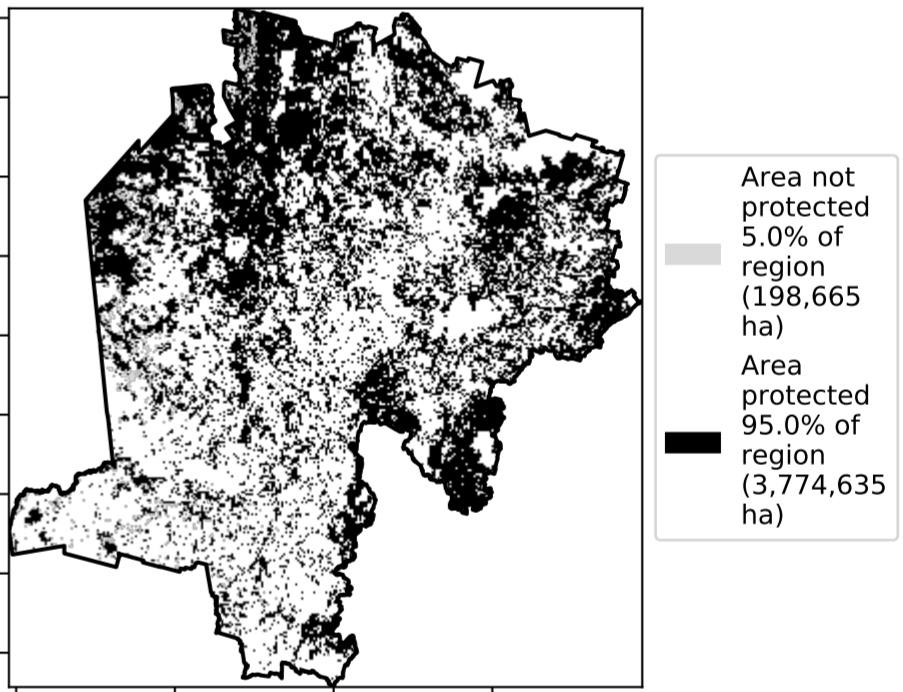 Area not
protected
5.0% of
region
(198,665
ha)
Area
protected
95.0% of
region
(3,774,635
ha)